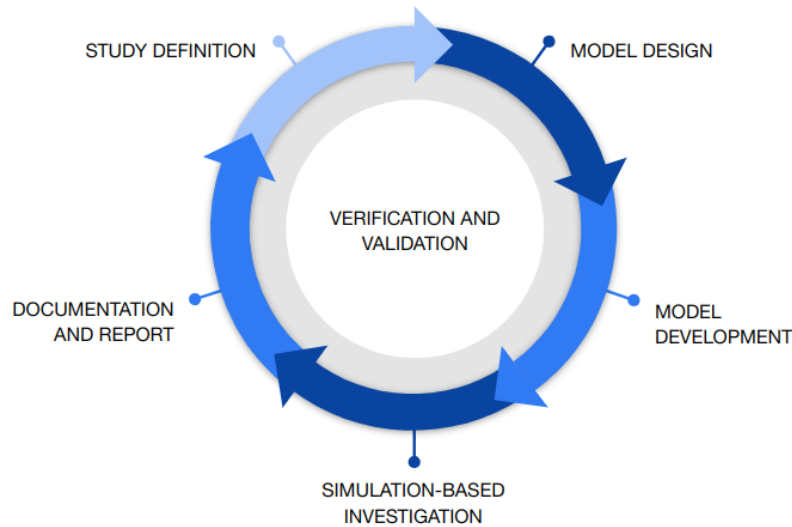 STUDY DEFINITION
MODEL DESIGN
VERIFICATION AND
VALIDATION
DOCUMENTATION
AND REPORT
MODEL
DEVELOPMENT
SIMULATION-BASED
INVESTIGATION